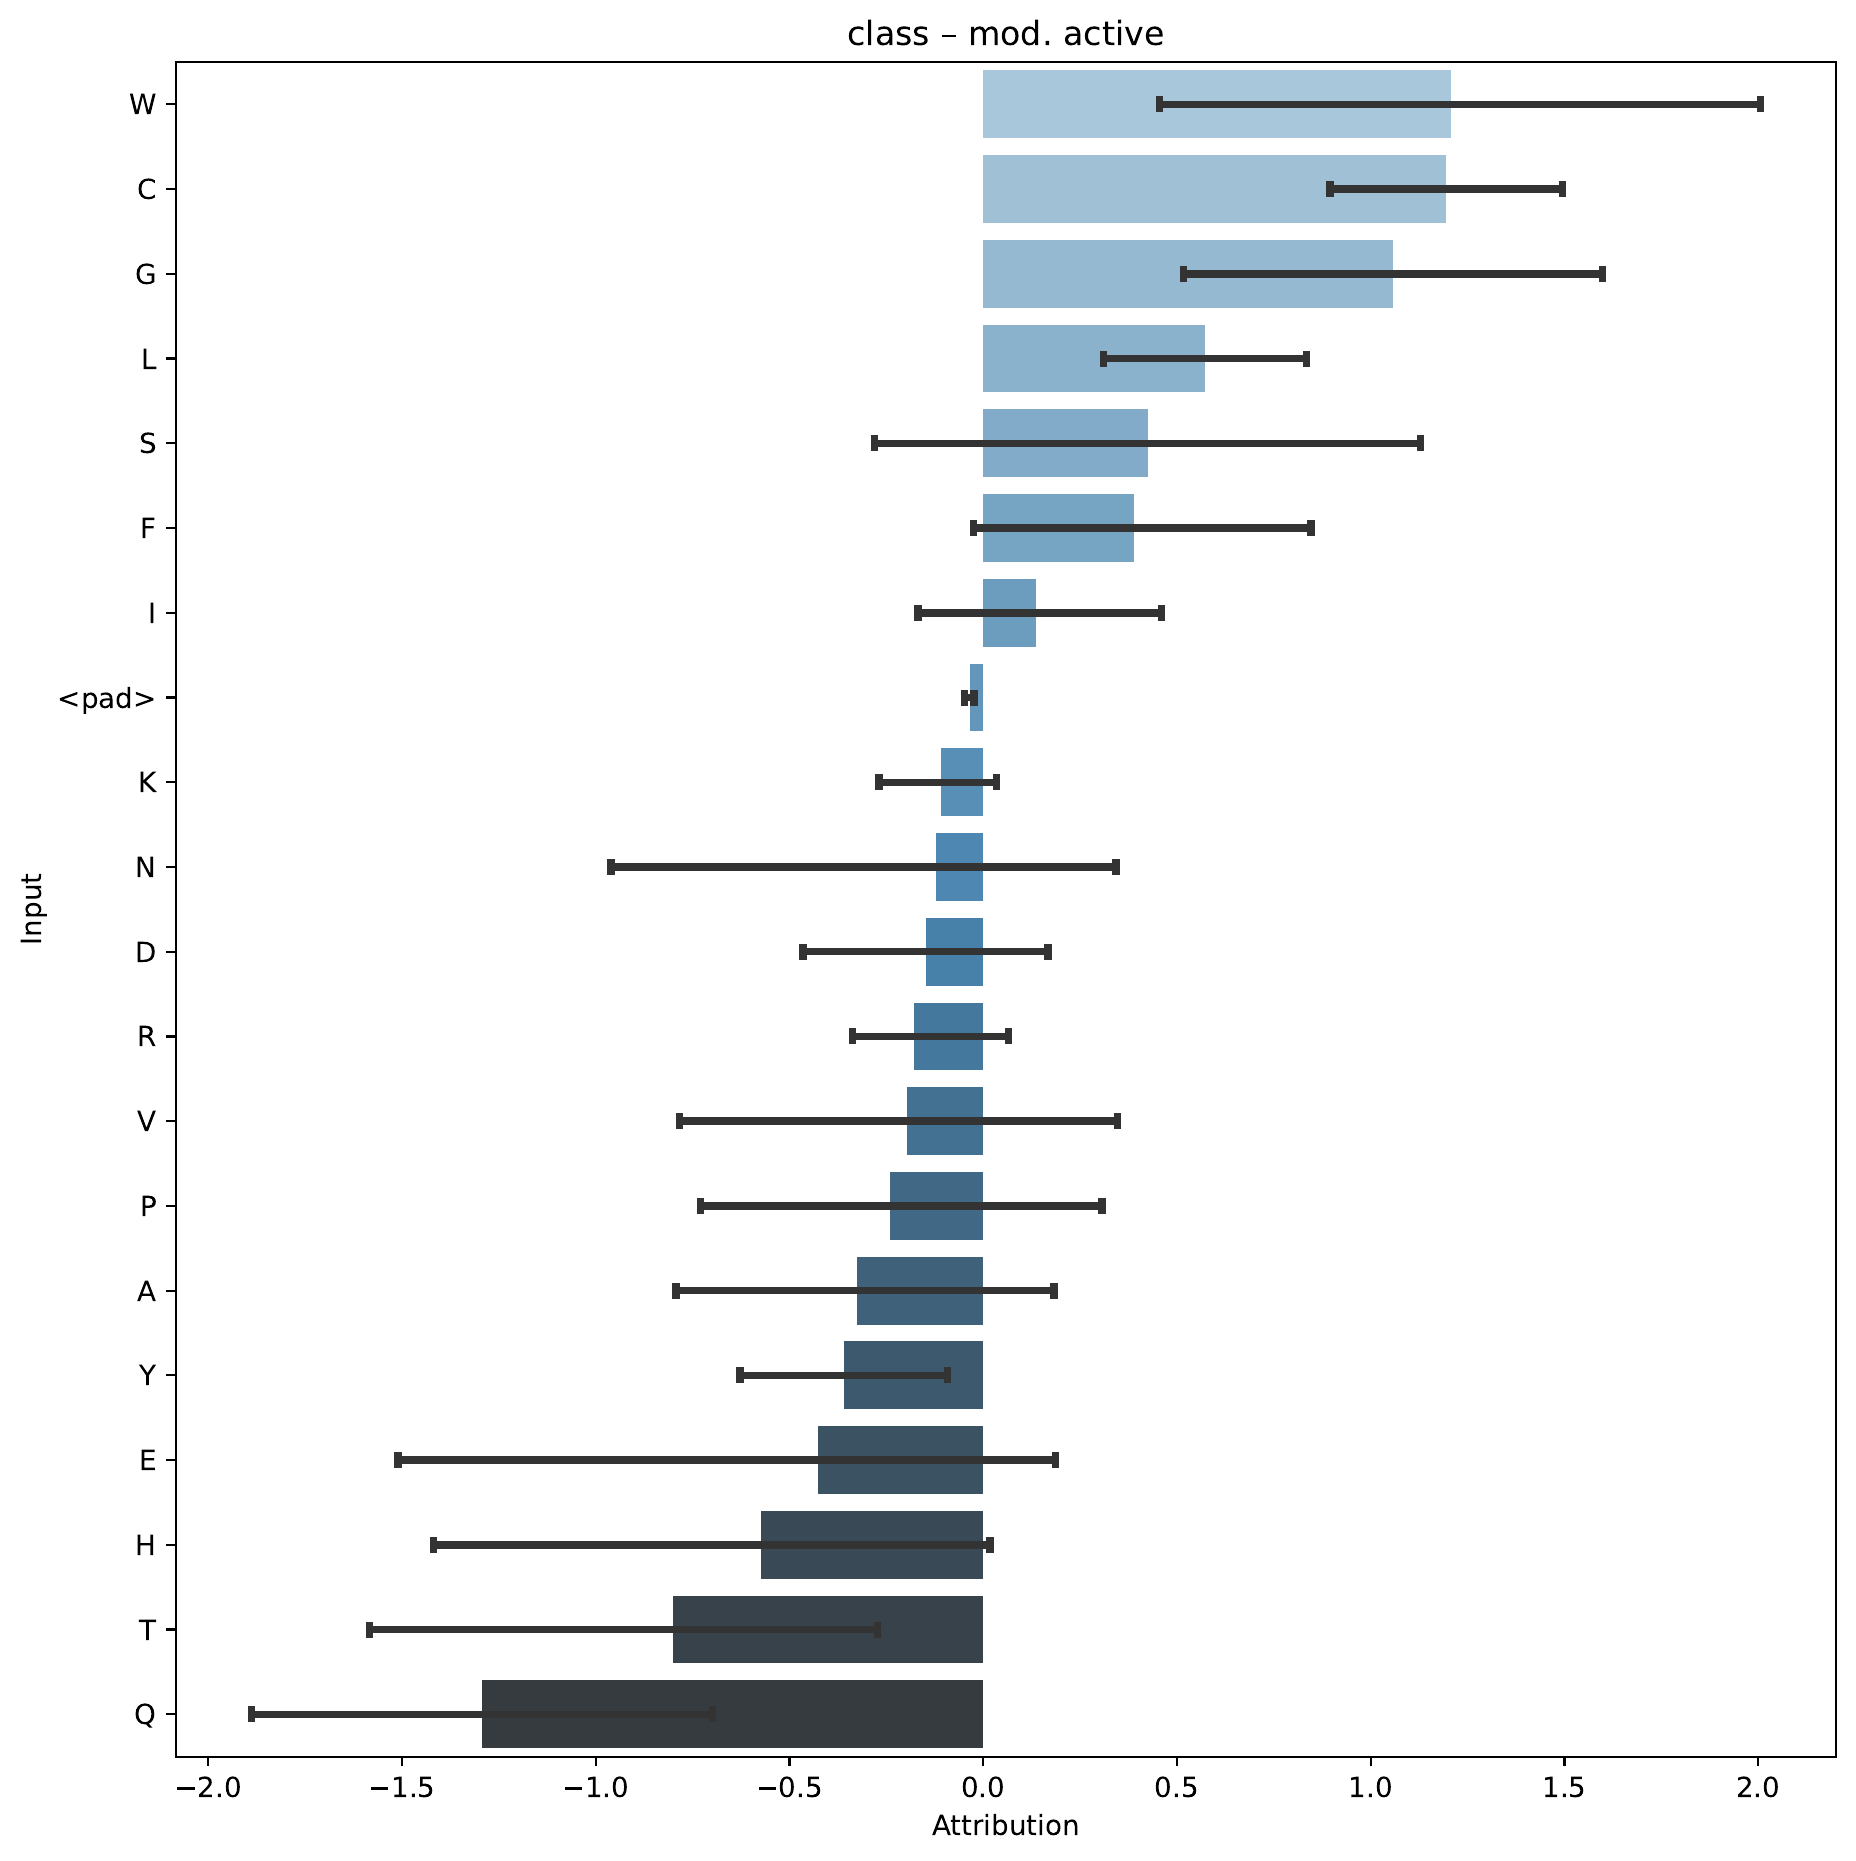 class – mod. active
W
C
G
L
S
F
I
<pad>
K
N
D
R
V
P
A
Y
E
H
T
Q
Input
−2.0 −1.5 −1.0 −0.5 0.0 0.5 1.0 1.5 2.0
Attribution